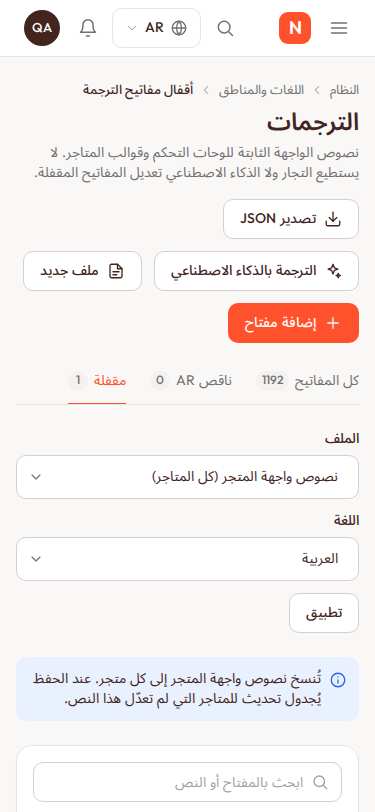 N AR QA
النظام > اللغات والمناطق > أقفال مفاتيح الترجمة
الترجمات
نصوص الواجهة الثابتة للوحات التحكم وقوالب المتاجر. لا
يستطيع التجار ولا الذكاء الاصطناعي تعديل المفاتيح المقفلة.
تصدير JSON
الترجمة بالذكاء الاصطناعي ملف جديد
إضافة مفتاح
كل المفاتيح 1192 ناقص AR 0 مقفلة 1
الملف
نصوص واجهة المتجر (كل المتاجر)
اللغة
العربية
تطبيق
تُنسخ نصوص واجهة المتجر إلى كل متجر. عند الحفظ
يُجدول تحديث للمتاجر التي لم تعدّل هذا النص.
ابحث بالمفتاح أو النص